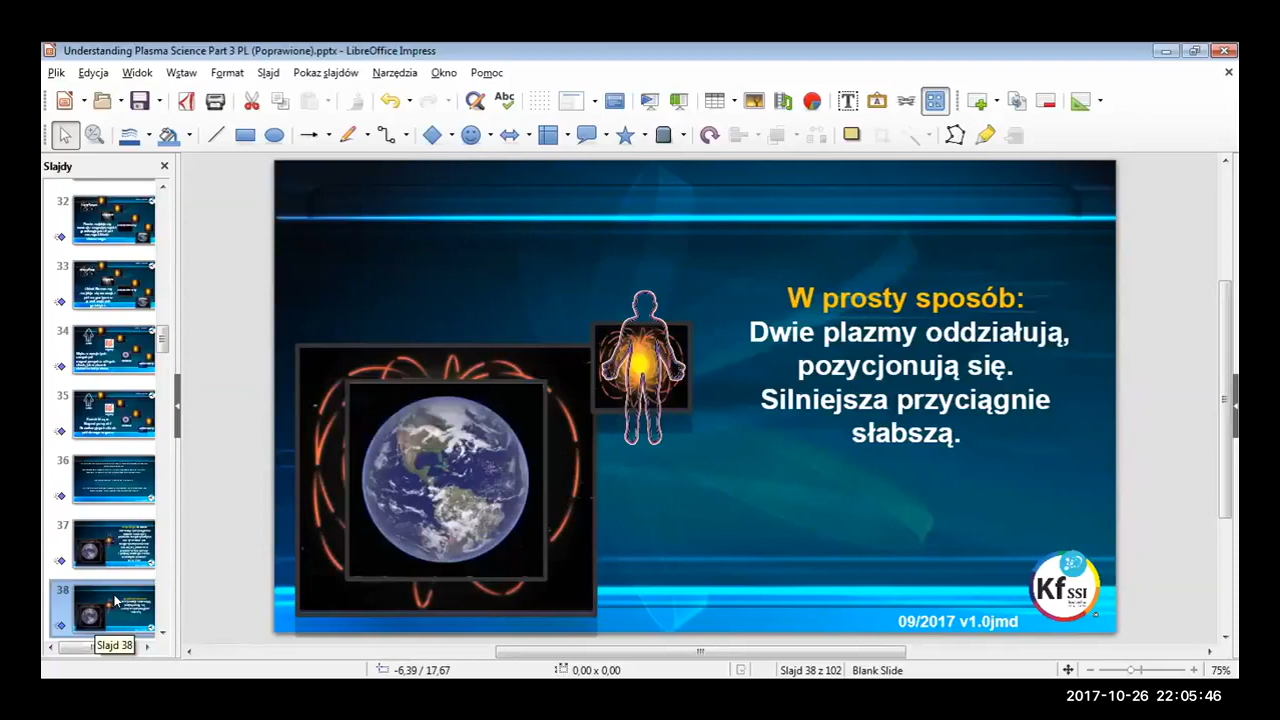 Understanding Plasma Science Part 3 PL (Poprawione).pptx - LibreOffice Impress
Plik Edycja Widok Wstaw Format Slajd Pokaz slajdów Narzędzia Okno Pomoc
Abc
Slajdy
32
33
34
35
36
37
38
Slajd 38
W prosty sposób:
Dwie plazmy oddziałują,
pozycjonują się.
Silniejsza przyciągnie
słabszą.
Kf SSI
09/2017 v1.0jmd
-6,39 / 17,67 0,00 x 0,00 Slajd 38 z 102 Blank Slide 75%
2017-10-26 22:05:46